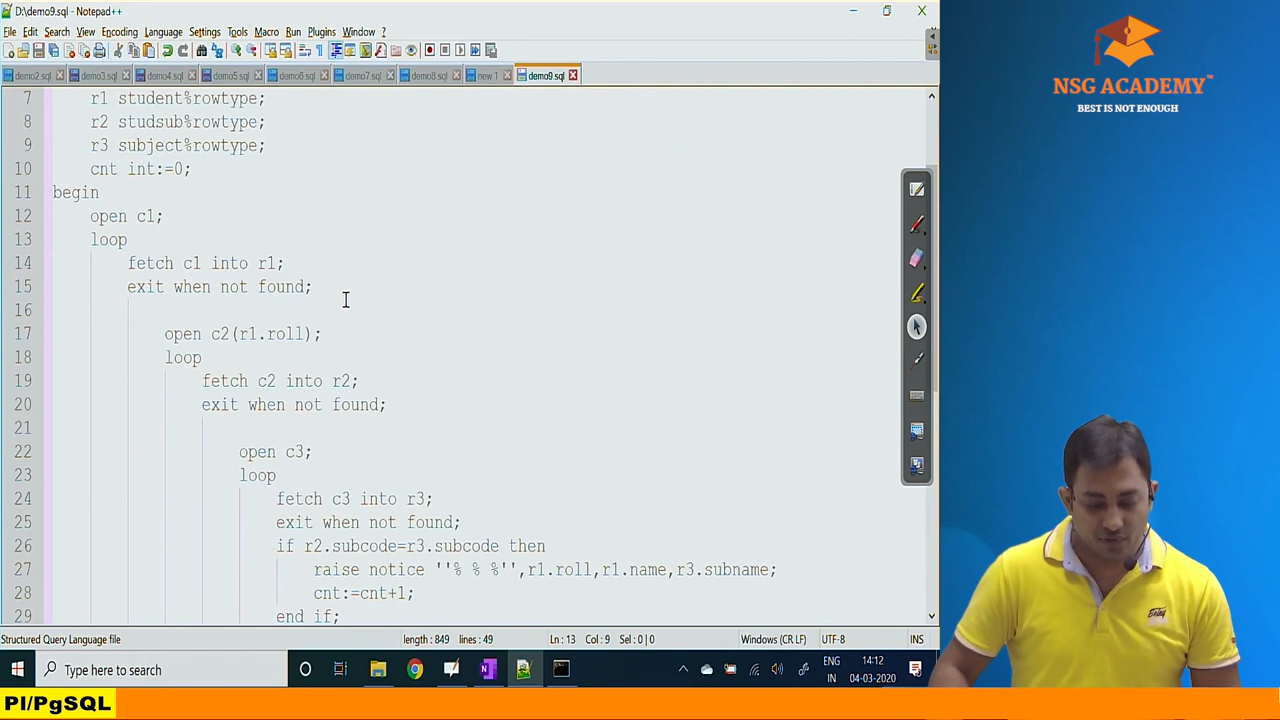 D:\demo9.sql - Notepad++
File Edit Search View Encoding Language Settings Tools Macro Run Plugins Window ?
demo2.sql demo3.sql demo4.sql demo5.sql demo6.sql demo7.sql demo8.sql new 1 demo9.sql
7 r1 student%rowtype;
8 r2 studsub%rowtype;
9 r3 subject%rowtype;
10 cnt int:=0;
11 begin
12 open c1;
13 loop
14 fetch c1 into r1;
15 exit when not found;
16
17 open c2(r1.roll);
18 loop
19 fetch c2 into r2;
20 exit when not found;
21
22 open c3;
23 loop
24 fetch c3 into r3;
25 exit when not found;
26 if r2.subcode=r3.subcode then
27 raise notice ''% % %'',r1.roll,r1.name,r3.subname;
28 cnt:=cnt+1;
29 end if;
Structured Query Language file length : 849 lines : 49 Ln : 13 Col : 9 Sel : 0 | 0 Windows (CR LF) UTF-8 INS
Type here to search
ENG
IN
14:12
04-03-2020
NSG ACADEMY™
BEST IS NOT ENOUGH
Pl/PgSQL